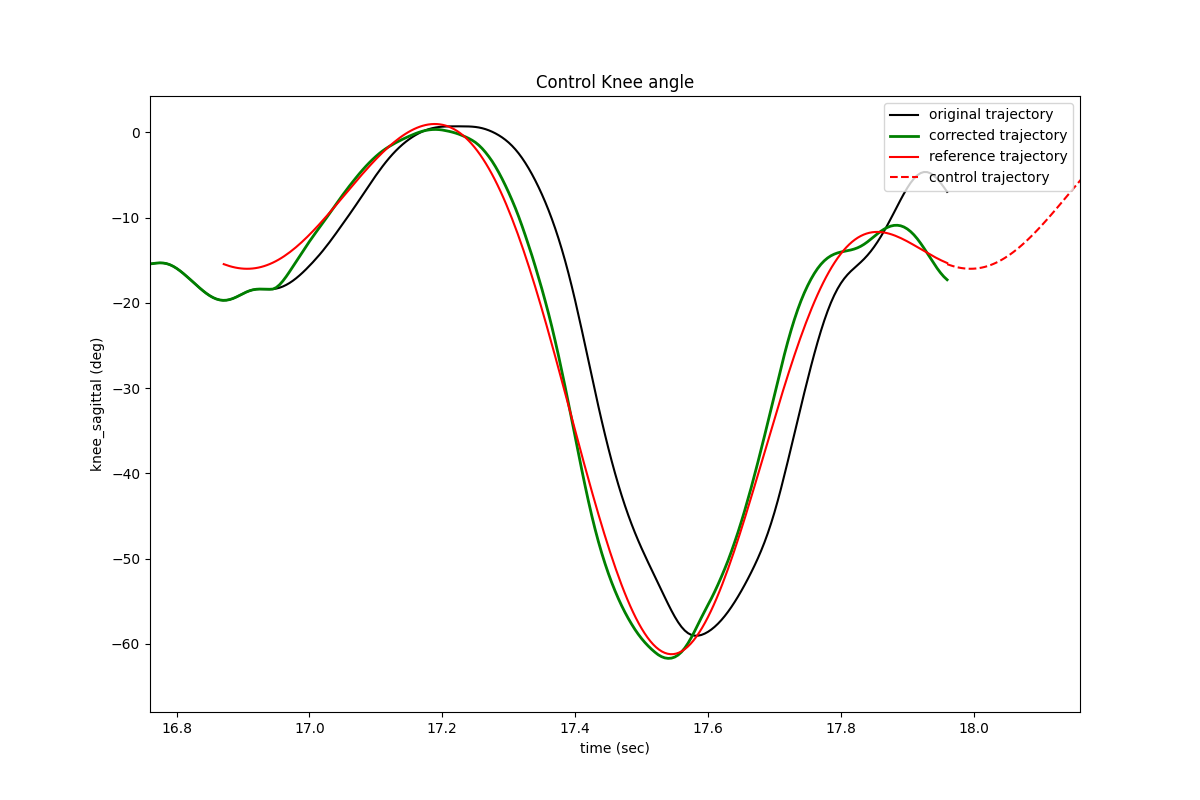 Control Knee angle
original trajectory
corrected trajectory
reference trajectory
control trajectory
knee_sagittal (deg)
0
−10
−20
−30
−40
−50
−60
16.8 17.0 17.2 17.4 17.6 17.8 18.0
time (sec)